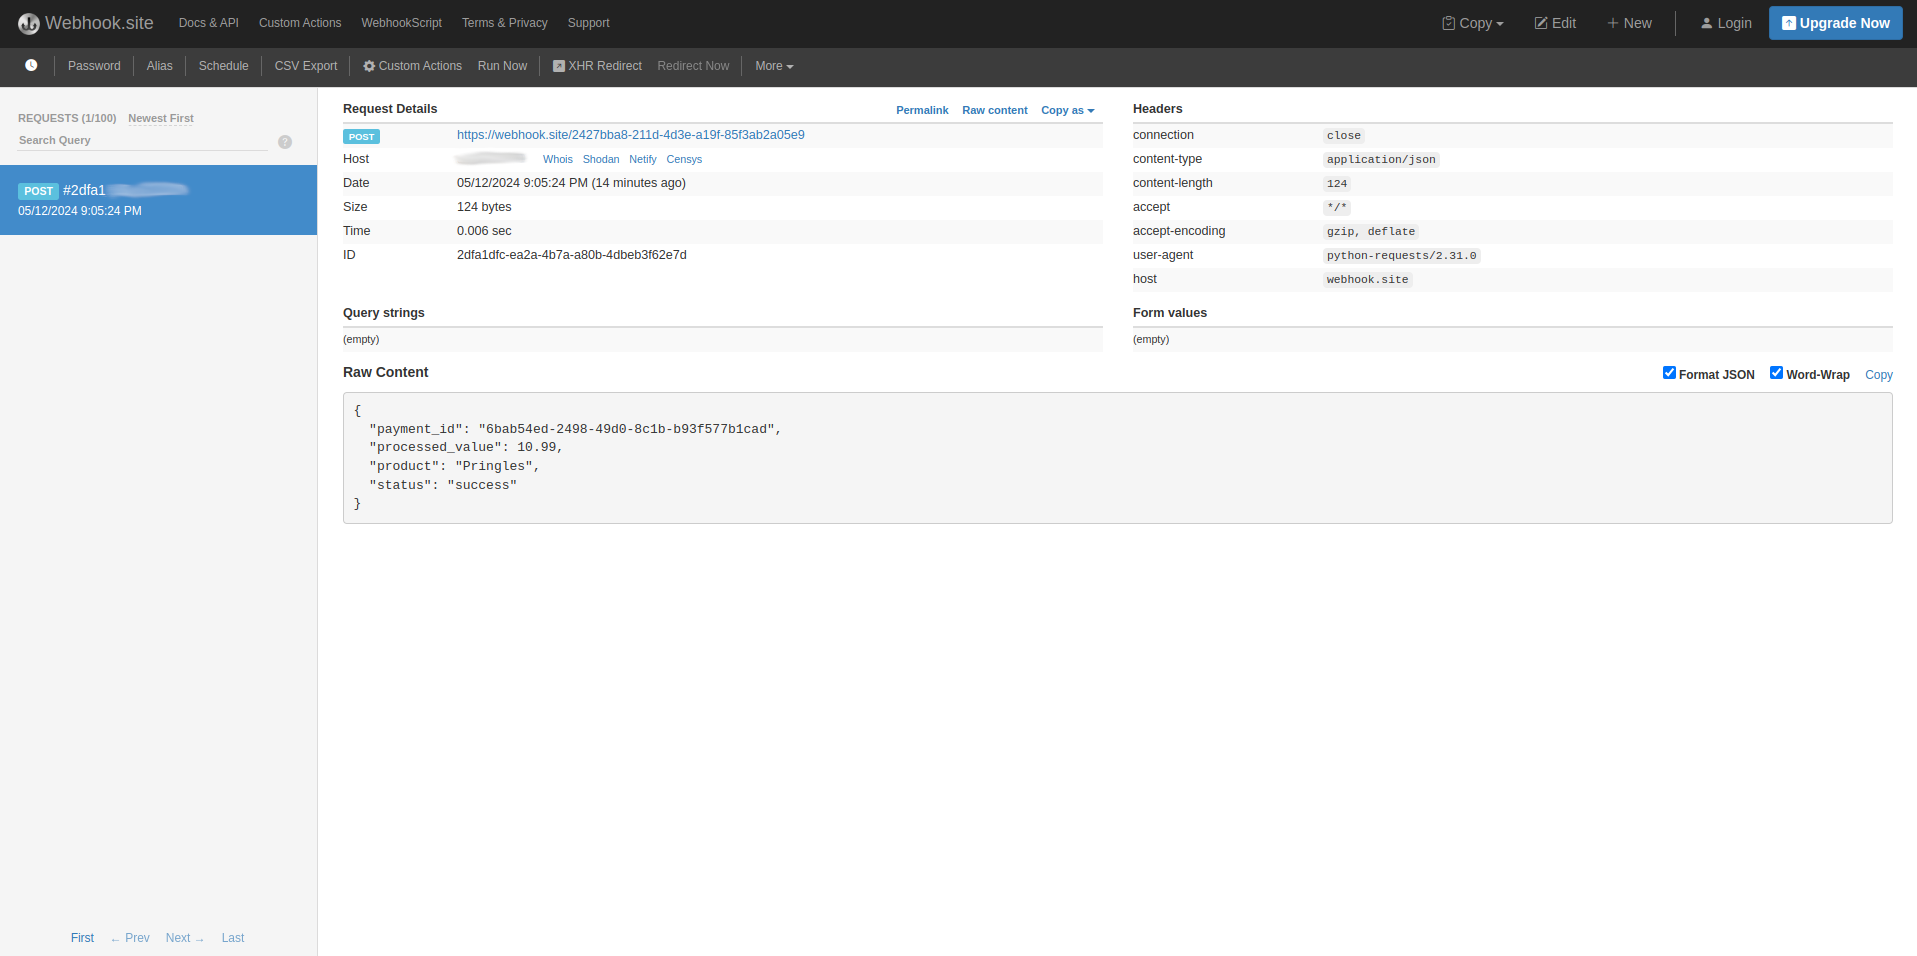 Webhook.site Docs & API Custom Actions WebhookScript Terms & Privacy Support Copy Edit New Login Upgrade Now
Password Alias Schedule CSV Export Custom Actions Run Now XHR Redirect Redirect Now More
REQUESTS (1/100) Newest First
Search Query ?
POST #2dfa1
05/12/2024 9:05:24 PM
First ← Prev Next → Last
Request Details Permalink Raw content Copy as
POST https://webhook.site/2427bba8-211d-4d3e-a19f-85f3ab2a05e9
Host Whois Shodan Netify Censys
Date 05/12/2024 9:05:24 PM (14 minutes ago)
Size 124 bytes
Time 0.006 sec
ID 2dfa1dfc-ea2a-4b7a-a80b-4dbeb3f62e7d
Headers
connection close
content-type application/json
content-length 124
accept */*
accept-encoding gzip, deflate
user-agent python-requests/2.31.0
host webhook.site
Query strings
(empty)
Form values
(empty)
Raw Content Format JSON Word-Wrap Copy
{
"payment_id": "6bab54ed-2498-49d0-8c1b-b93f577b1cad",
"processed_value": 10.99,
"product": "Pringles",
"status": "success"
}